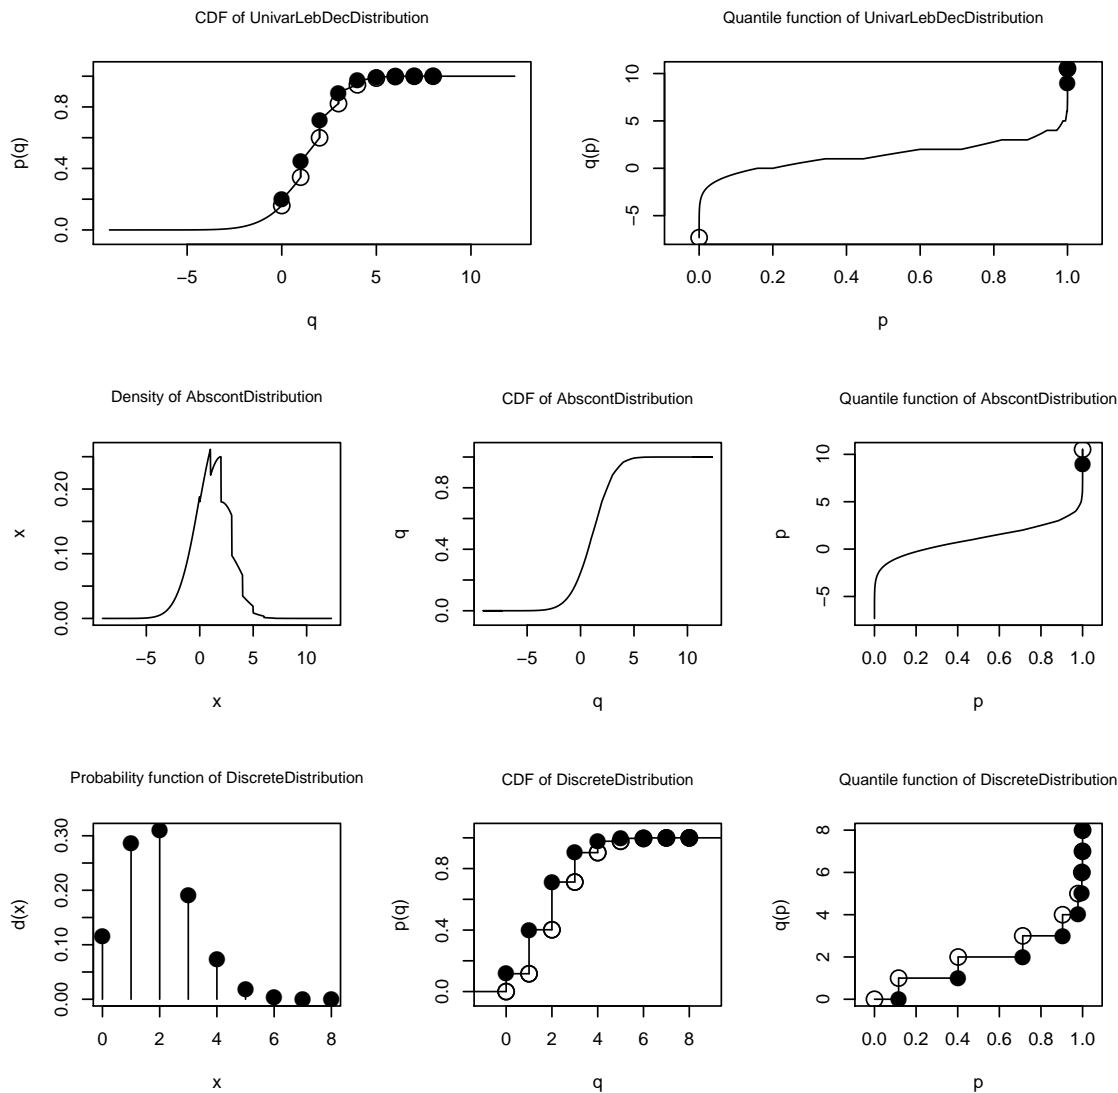 CDF of UnivarLebDecDistribution
Quantile function of UnivarLebDecDistribution
p(q)
0.0 0.4 0.8
−5 0 5 10
q
q(p)
−5 0 5 10
0.0 0.2 0.4 0.6 0.8 1.0
p
Density of AbscontDistribution
CDF of AbscontDistribution
Quantile function of AbscontDistribution
x
0.00 0.10 0.20
−5 0 5 10
x
q
0.0 0.4 0.8
−5 0 5 10
q
p
−5 0 5 10
0.0 0.2 0.4 0.6 0.8 1.0
p
Probability function of DiscreteDistribution
CDF of DiscreteDistribution
Quantile function of DiscreteDistribution
d(x)
0.00 0.10 0.20 0.30
0 2 4 6 8
x
p(q)
0.0 0.4 0.8
0 2 4 6 8
q
q(p)
0 2 4 6 8
0.0 0.2 0.4 0.6 0.8 1.0
p